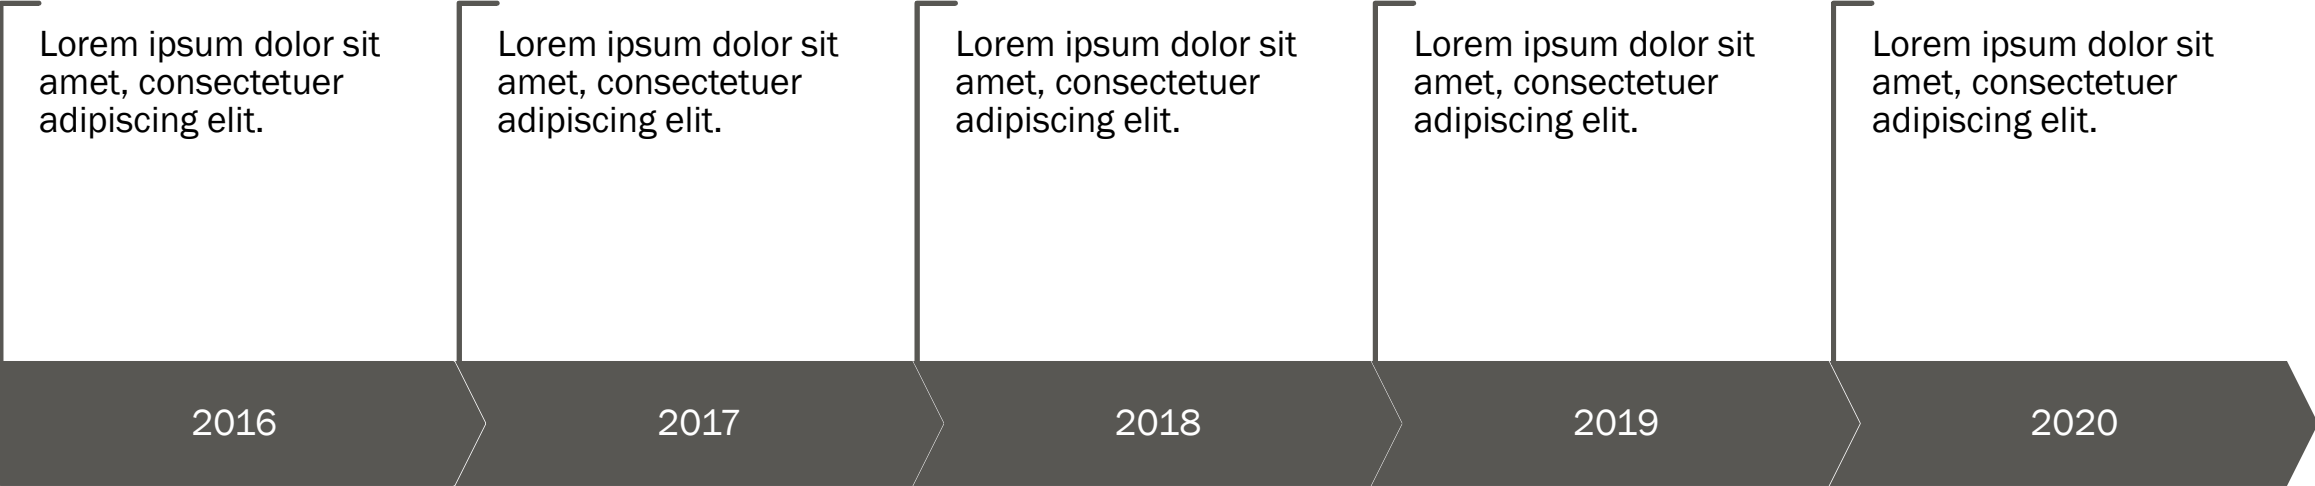 Lorem ipsum dolor sit
amet, consectetuer
adipiscing elit.
Lorem ipsum dolor sit
amet, consectetuer
adipiscing elit.
Lorem ipsum dolor sit
amet, consectetuer
adipiscing elit.
Lorem ipsum dolor sit
amet, consectetuer
adipiscing elit.
Lorem ipsum dolor sit
amet, consectetuer
adipiscing elit.
2016
2017
2018
2019
2020